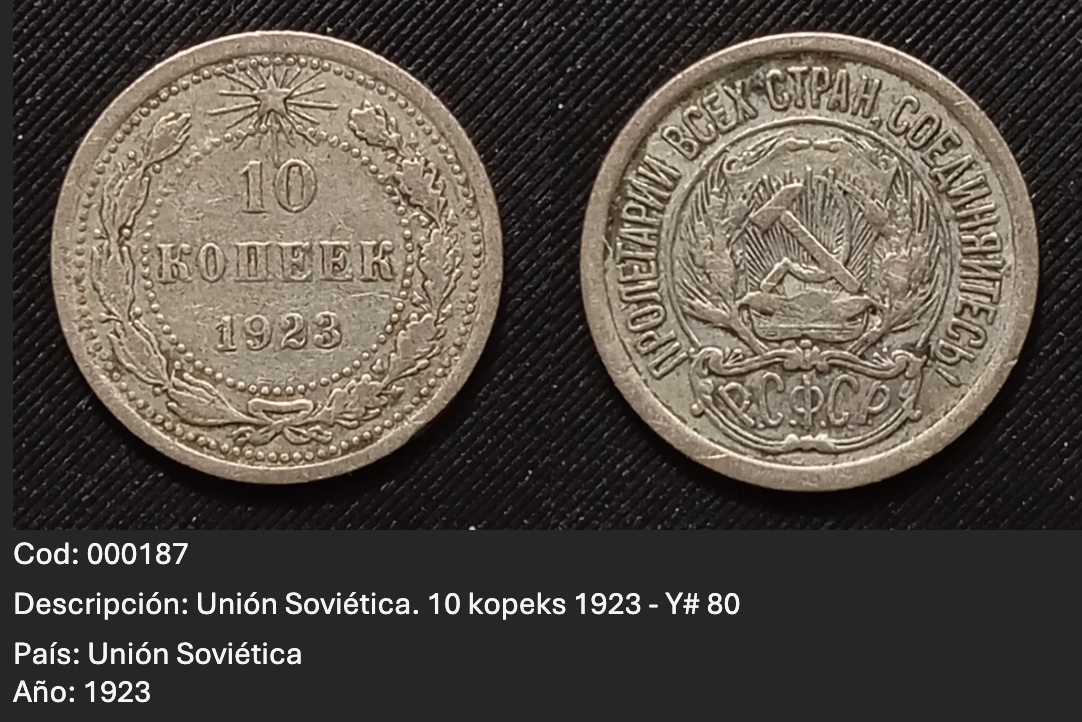 10
КОПЕЕК
1923
ПРОЛЕТАРИИ ВСЕХ СТРАН, СОЕДИНЯЙТЕСЬ!
Р.С.Ф.С.Р.
Cod: 000187
Descripción: Unión Soviética. 10 kopeks 1923 - Y# 80
País: Unión Soviética
Año: 1923